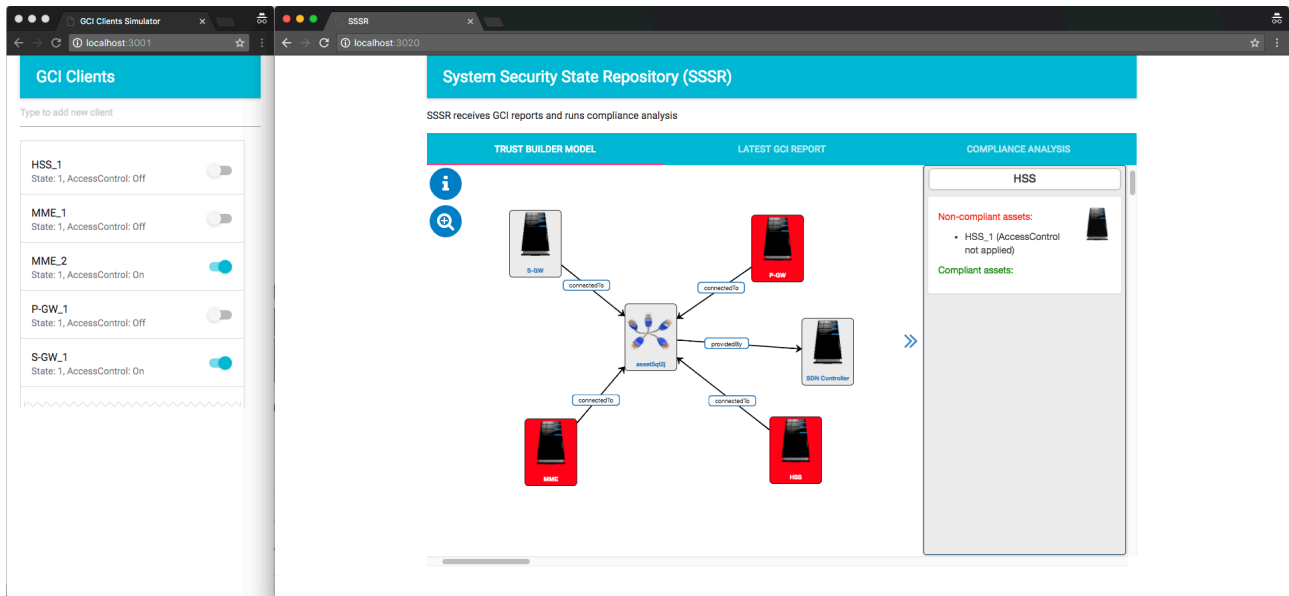 GCI Clients Simulator
localhost:3001
GCI Clients
Type to add new client
HSS_1
State: 1, AccessControl: Off
MME_1
State: 1, AccessControl: Off
MME_2
State: 1, AccessControl: On
P-GW_1
State: 1, AccessControl: Off
S-GW_1
State: 1, AccessControl: On
SSSR
localhost:3020
System Security State Repository (SSSR)
SSSR receives GCI reports and runs compliance analysis
TRUST BUILDER MODEL
LATEST GCI REPORT
COMPLIANCE ANALYSIS
S-GW
P-GW
connectedTo
connectedTo
providedBy
SDN Controller
connectedTo
connectedTo
MME
HSS
HSS
Non-compliant assets:
HSS_1 (AccessControl
not applied)
Compliant assets: